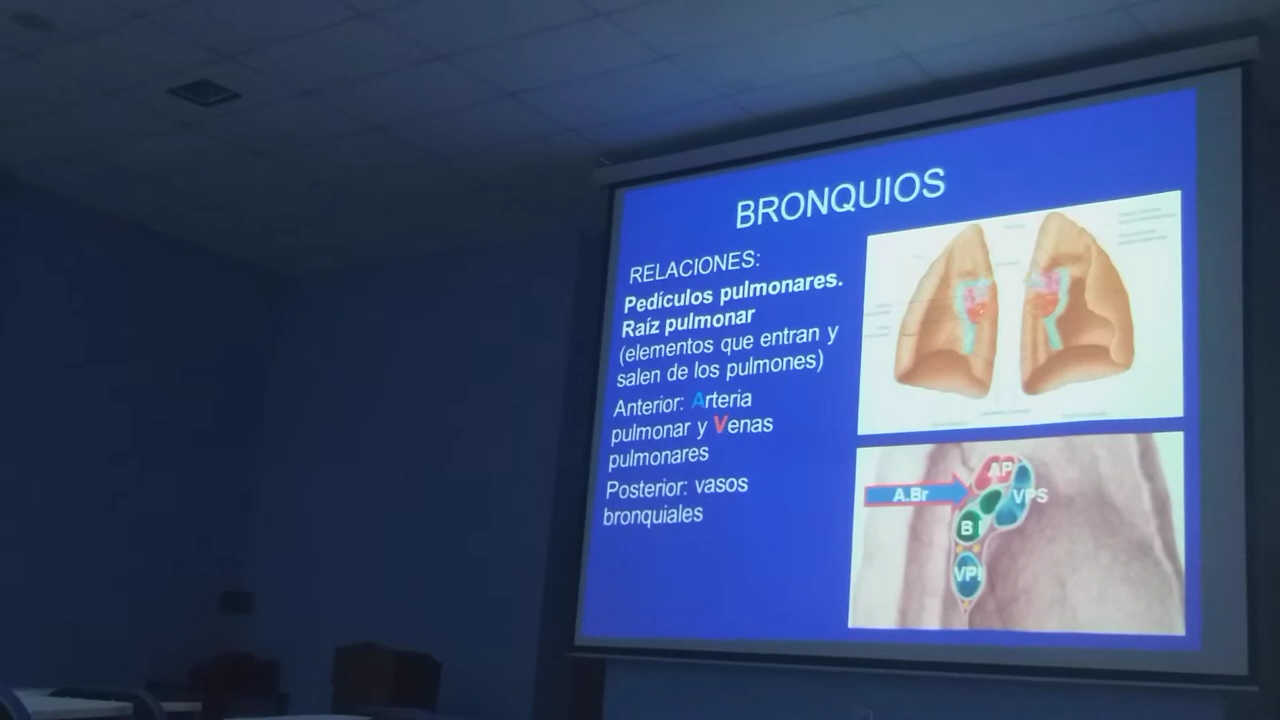 BRONQUIOS
RELACIONES:
Pedículos pulmonares.
Raíz pulmonar
(elementos que entran y
salen de los pulmones)
Anterior: Arteria
pulmonar y Venas
pulmonares
Posterior: vasos
bronquiales
AP
A.Br
VPS
B
VPI